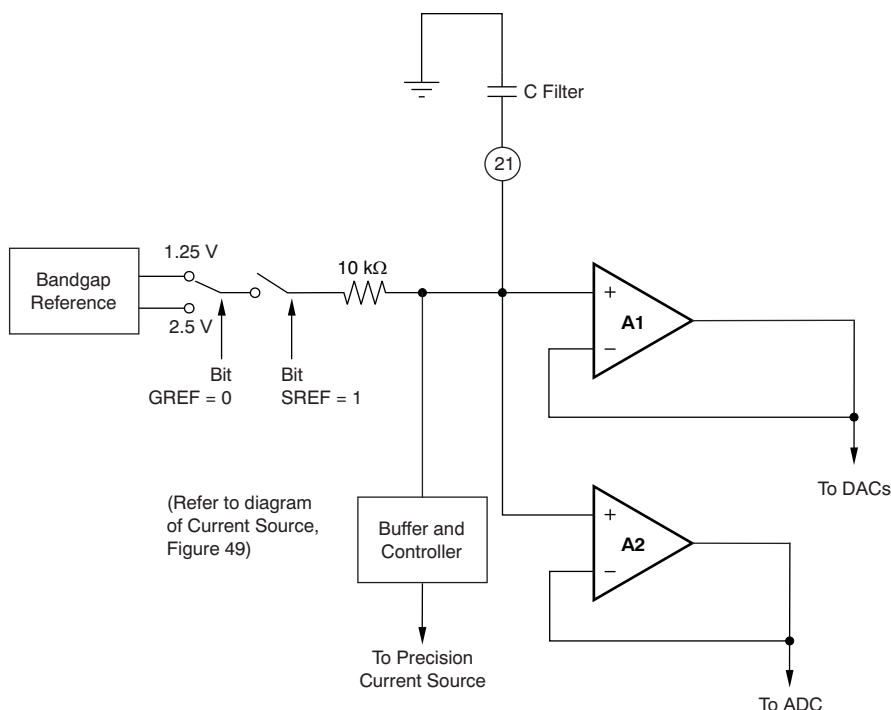 C Filter
21
1.25 V
Bandgap
Reference
10 kΩ
2.5 V
Bit
GREF = 0
Bit
SREF = 1
+
A1
−
To DACs
(Refer to diagram
of Current Source,
Figure 49)
Buffer and
Controller
+
A2
−
To Precision
Current Source
To ADC